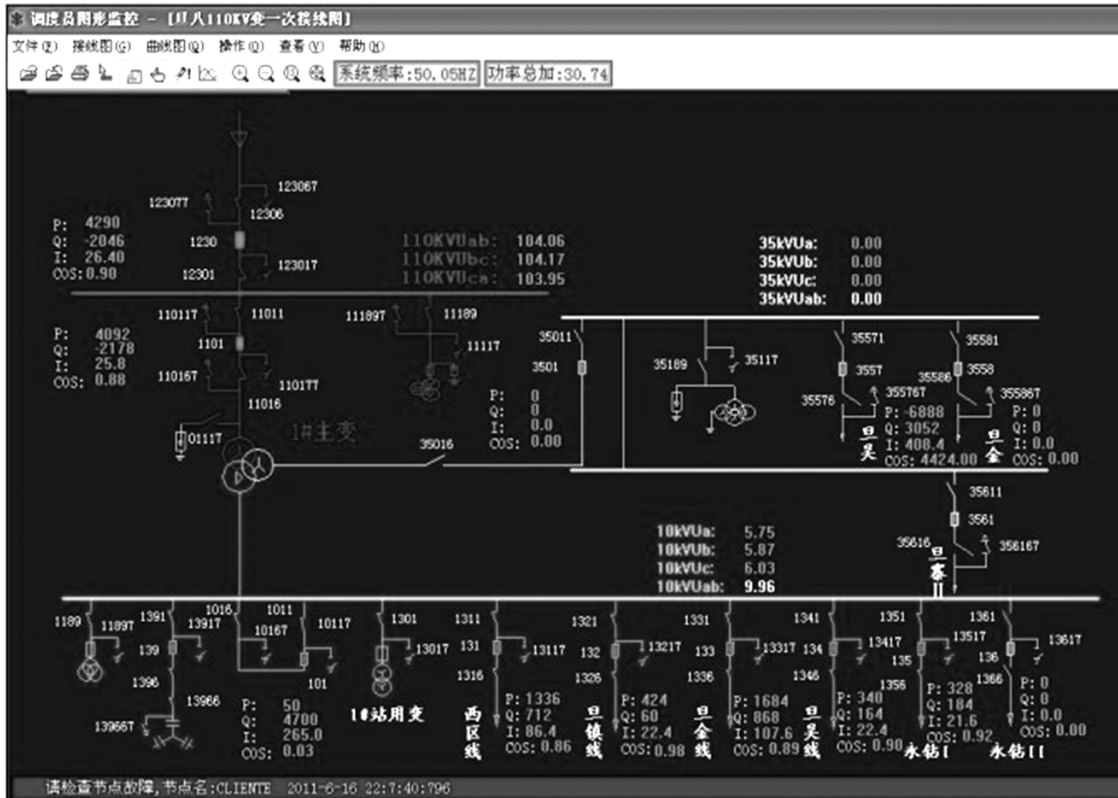 调度员图形监控 - [旦八110KV变一次接线图]
文件(F) 接线图(G) 曲线图(Q) 操作(O) 查看(V) 帮助(H)
系统频率:50.05HZ 功率总加:30.74
123067
123077
12306
P: 4290
Q: -2046
I: 26.40
COS: 0.90
1230
12301
123017
110KVUab: 104.06
110KVUbc: 104.17
110KVUca: 103.95
35kVUa: 0.00
35kVUb: 0.00
35kVUc: 0.00
35kVUab: 0.00
110117
11011
111897
11189
P: 4092
Q: -2178
I: 25.8
COS: 0.88
1101
11117
110167
110177
11016
35011
3501
35189
35117
35571
3557
35576
355767
35581
3558
35586
355867
P: 0
Q: 0
I: 0.0
COS: 0.00
P: -6888
Q: 3052
I: 408.4
COS: 4424.00
旦吴
P: 0
Q: 0
I: 0.0
COS: 0.00
旦金
01117
1#主变
35016
35611
3561
35616
356167
旦寨II
10kVUa: 5.75
10kVUb: 5.87
10kVUc: 6.03
10kVUab: 9.96
1189
11897
1391
13917
139
1396
13966
139667
1016
10167
1011
10117
101
P: 50
Q: 4700
I: 265.0
COS: 0.03
1301
13017
1#站用变
1311
131
13117
1316
西区线
P: 1336
Q: 712
I: 86.4
COS: 0.86
1321
132
13217
1326
旦镇线
P: 424
Q: 60
I: 22.4
COS: 0.98
1331
133
13317
1336
旦金线
P: 1684
Q: 868
I: 107.6
COS: 0.89
1341
134
13417
1346
旦吴线
P: 340
Q: 164
I: 22.4
COS: 0.90
1351
135
13517
1356
P: 328
Q: 184
I: 21.6
COS: 0.92
永钻I
1361
136
13617
1366
P: 0
Q: 0
I: 0.0
COS: 0.00
永钻II
请检查节点故障,节点名:CLIENTE 2011-6-16 22:7:40:796